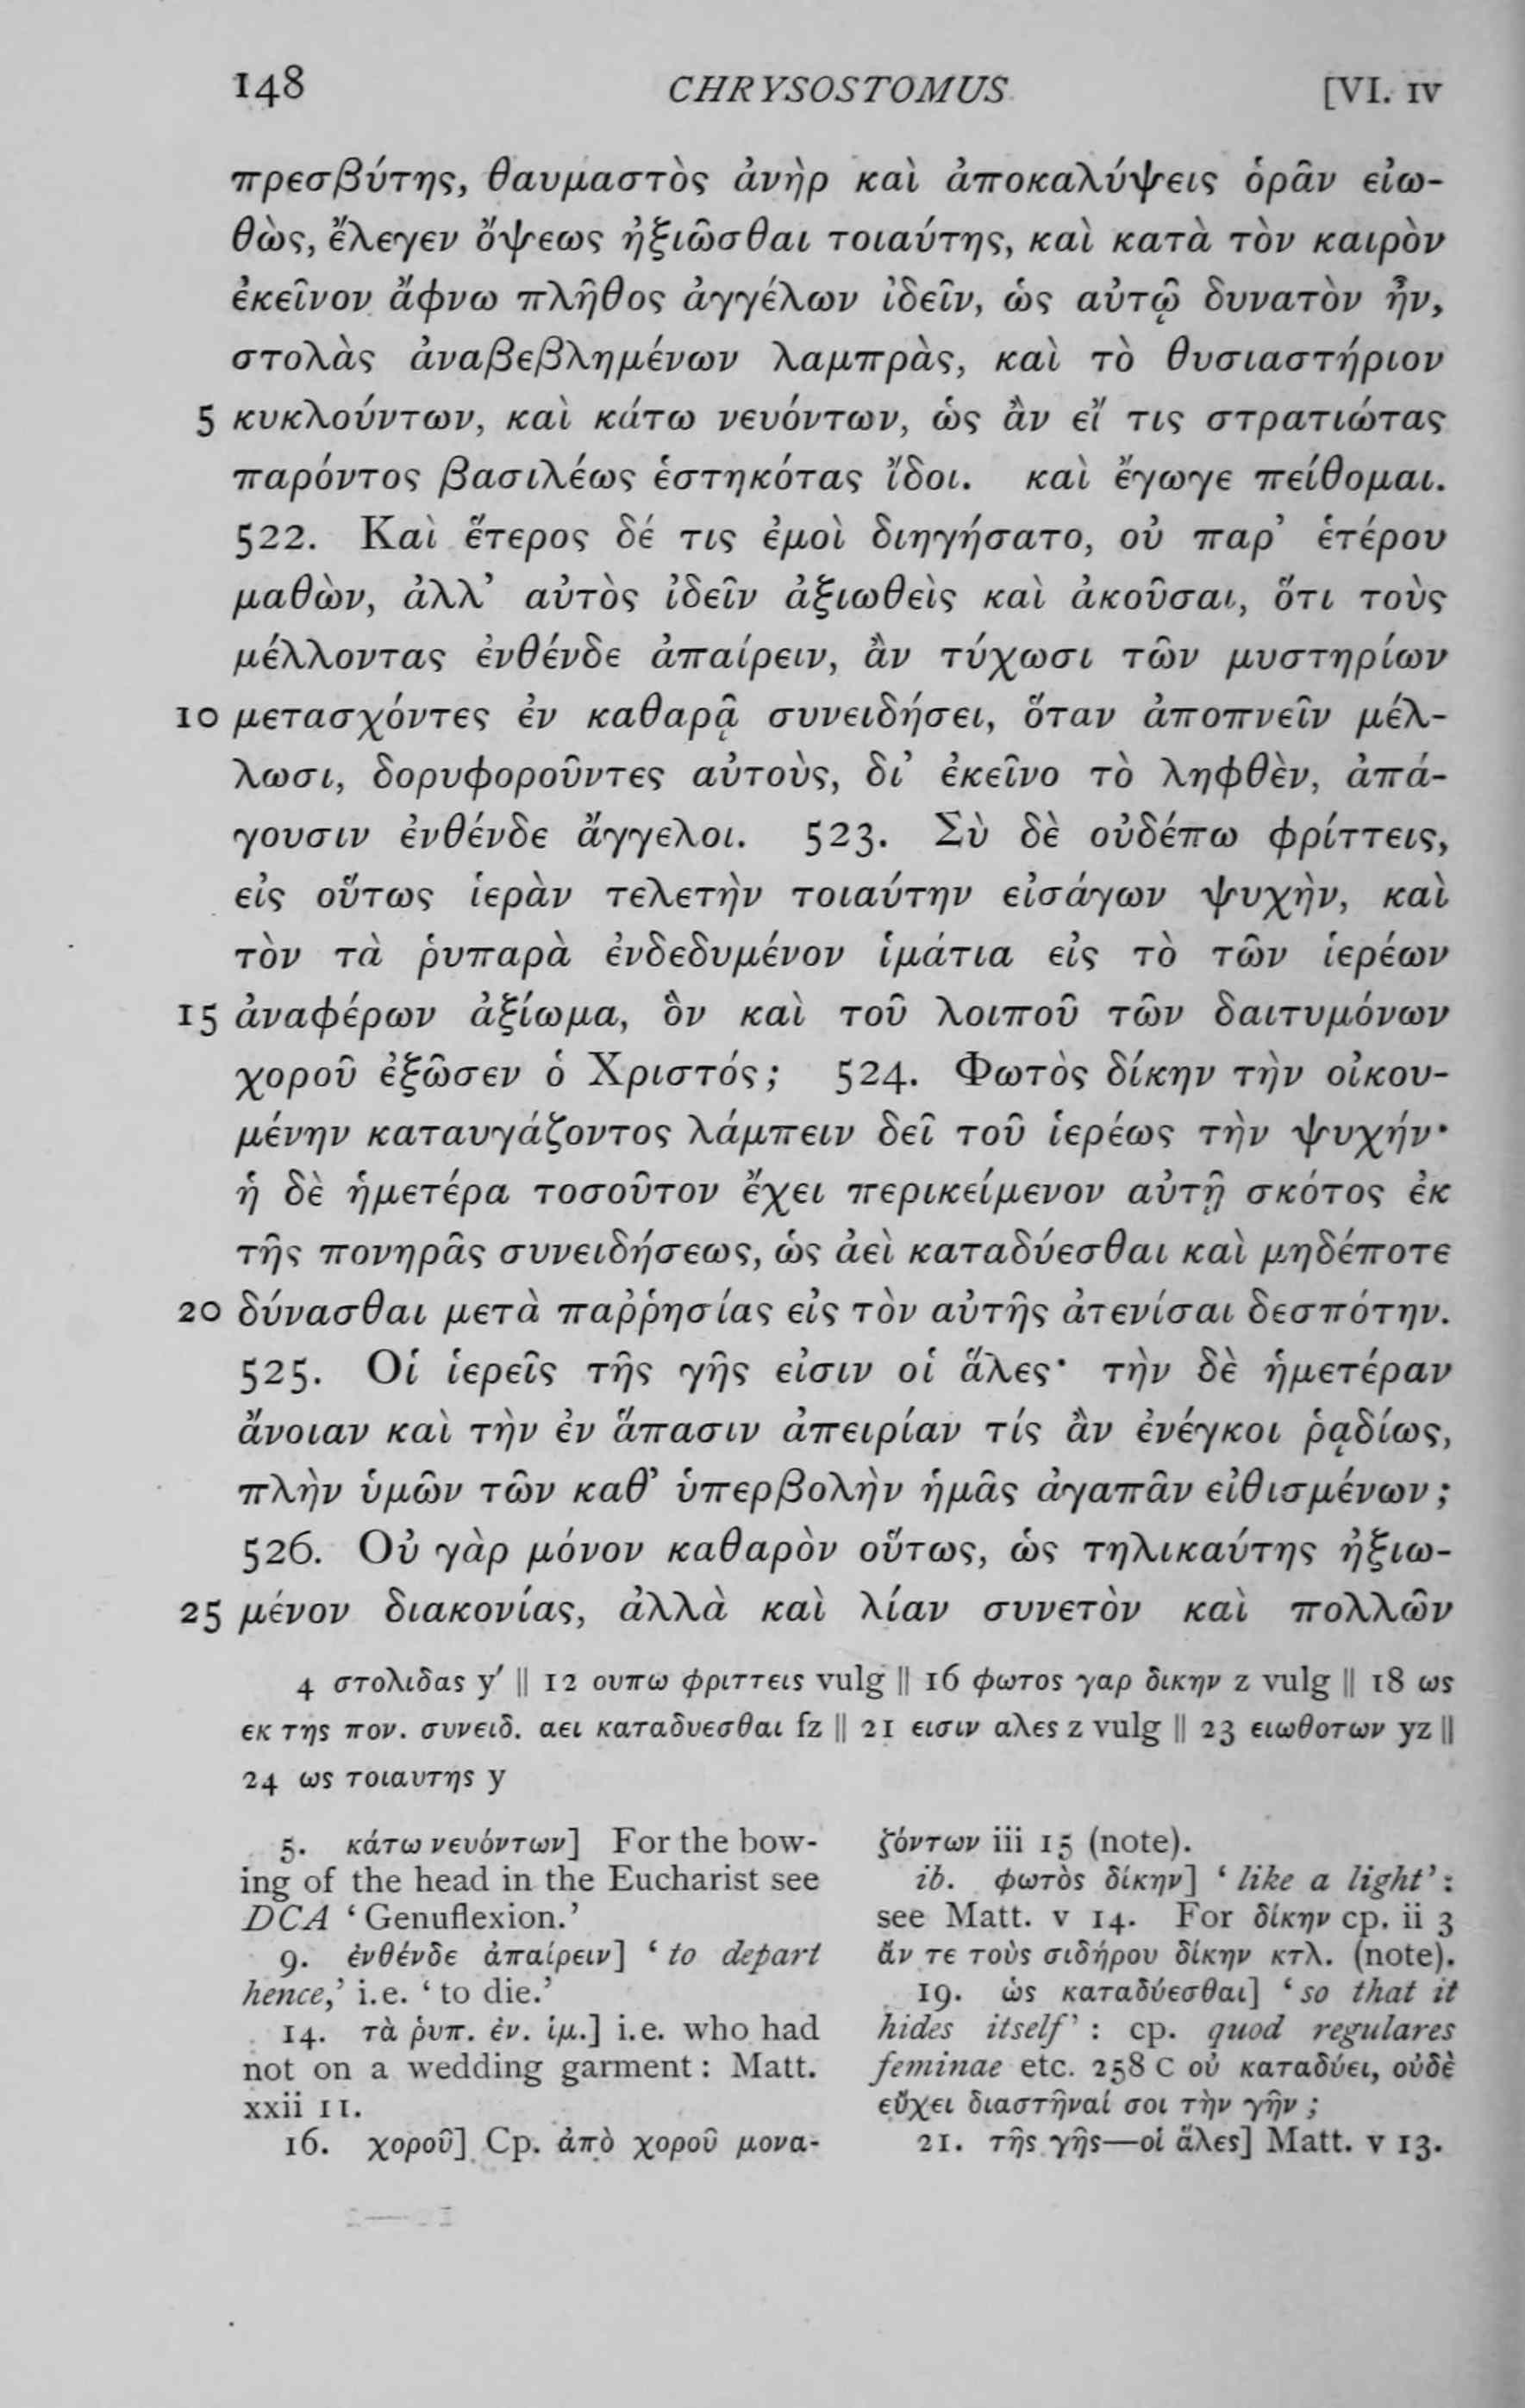 148 CHRYSOSTOMUS [VI. IV
πρεσβύτης, θαυμαστὸς ἀνὴρ καὶ ἀποκαλύψεις ὁρᾶν εἰω-
θὼς, ἔλεγεν ὄψεως ἠξιῶσθαι τοιαύτης, καὶ κατὰ τὸν καιρὸν
ἐκεῖνον ἄφνω πλῆθος ἀγγέλων ἰδεῖν, ὡς αὐτῷ δυνατὸν ἦν,
στολὰς ἀναβεβλημένων λαμπρὰς, καὶ τὸ θυσιαστήριον
5 κυκλούντων, καὶ κάτω νευόντων, ὡς ἂν εἴ τις στρατιώτας
παρόντος βασιλέως ἑστηκότας ἴδοι. καὶ ἔγωγε πείθομαι.
522. Καὶ ἕτερος δέ τις ἐμοὶ διηγήσατο, οὐ παρ’ ἑτέρου
μαθὼν, ἀλλ’ αὐτὸς ἰδεῖν ἀξιωθεὶς καὶ ἀκοῦσαι, ὅτι τοὺς
μέλλοντας ἐνθένδε ἀπαίρειν, ἂν τύχωσι τῶν μυστηρίων
10 μετασχόντες ἐν καθαρᾷ συνειδήσει, ὅταν ἀποπνεῖν μέλ-
λωσι, δορυφοροῦντες αὐτοὺς, δι’ ἐκεῖνο τὸ ληφθὲν, ἀπά-
γουσιν ἐνθένδε ἄγγελοι. 523. Σὺ δὲ οὐδέπω φρίττεις,
εἰς οὕτως ἱερὰν τελετὴν τοιαύτην εἰσάγων ψυχὴν, καὶ
τὸν τὰ ῥυπαρὰ ἐνδεδυμένον ἱμάτια εἰς τὸ τῶν ἱερέων
15 ἀναφέρων ἀξίωμα, ὃν καὶ τοῦ λοιποῦ τῶν δαιτυμόνων
χοροῦ ἐξῶσεν ὁ Χριστός; 524. Φωτὸς δίκην τὴν οἰκου-
μένην καταυγάζοντος λάμπειν δεῖ τοῦ ἱερέως τὴν ψυχήν·
ἡ δὲ ἡμετέρα τοσοῦτον ἔχει περικείμενον αὐτῇ σκότος ἐκ
τῆς πονηρᾶς συνειδήσεως, ὡς ἀεὶ καταδύεσθαι καὶ μηδέποτε
20 δύνασθαι μετὰ παῤῥησίας εἰς τὸν αὐτῆς ἀτενίσαι δεσπότην.
525. Οἱ ἱερεῖς τῆς γῆς εἰσιν οἱ ἅλες· τὴν δὲ ἡμετέραν
ἄνοιαν καὶ τὴν ἐν ἅπασιν ἀπειρίαν τίς ἂν ἐνέγκοι ῥᾳδίως,
πλὴν ὑμῶν τῶν καθ’ ὑπερβολὴν ἡμᾶς ἀγαπᾶν εἰθισμένων;
526. Οὐ γὰρ μόνον καθαρὸν οὕτως, ὡς τηλικαύτης ἠξιω-
25 μένον διακονίας, ἀλλὰ καὶ λίαν συνετὸν καὶ πολλῶν
4 στολιδας y′ || 12 ουπω φριττεις vulg || 16 φωτος γαρ δικην z vulg || 18 ως
εκ της πον. συνειδ. αει καταδυεσθαι fz || 21 εισιν αλες z vulg || 23 ειωθοτων yz ||
24 ως τοιαυτης y
5. κάτω νευόντων] For the bow-
ing of the head in the Eucharist see
DCA ‘Genuflexion.’
9. ἐνθένδε ἀπαίρειν] ‘to depart
hence,’ i.e. ‘to die.’
14. τὰ ῥυπ. ἐν. ἱμ.] i.e. who had
not on a wedding garment: Matt.
xxii 11.
16. χοροῦ] Cp. ἀπὸ χοροῦ μονα-
ζόντων iii 15 (note).
ib. φωτὸς δίκην] ‘like a light’:
see Matt. v 14. For δίκην cp. ii 3
ἄν τε τοὺς σιδήρου δίκην κτλ. (note).
19. ὡς καταδύεσθαι] ‘so that it
hides itself’: cp. quod regulares
feminae etc. 258 C οὐ καταδύει, οὐδὲ
εὔχει διαστῆναί σοι τὴν γῆν;
21. τῆς γῆς—οἱ ἅλες] Matt. v 13.